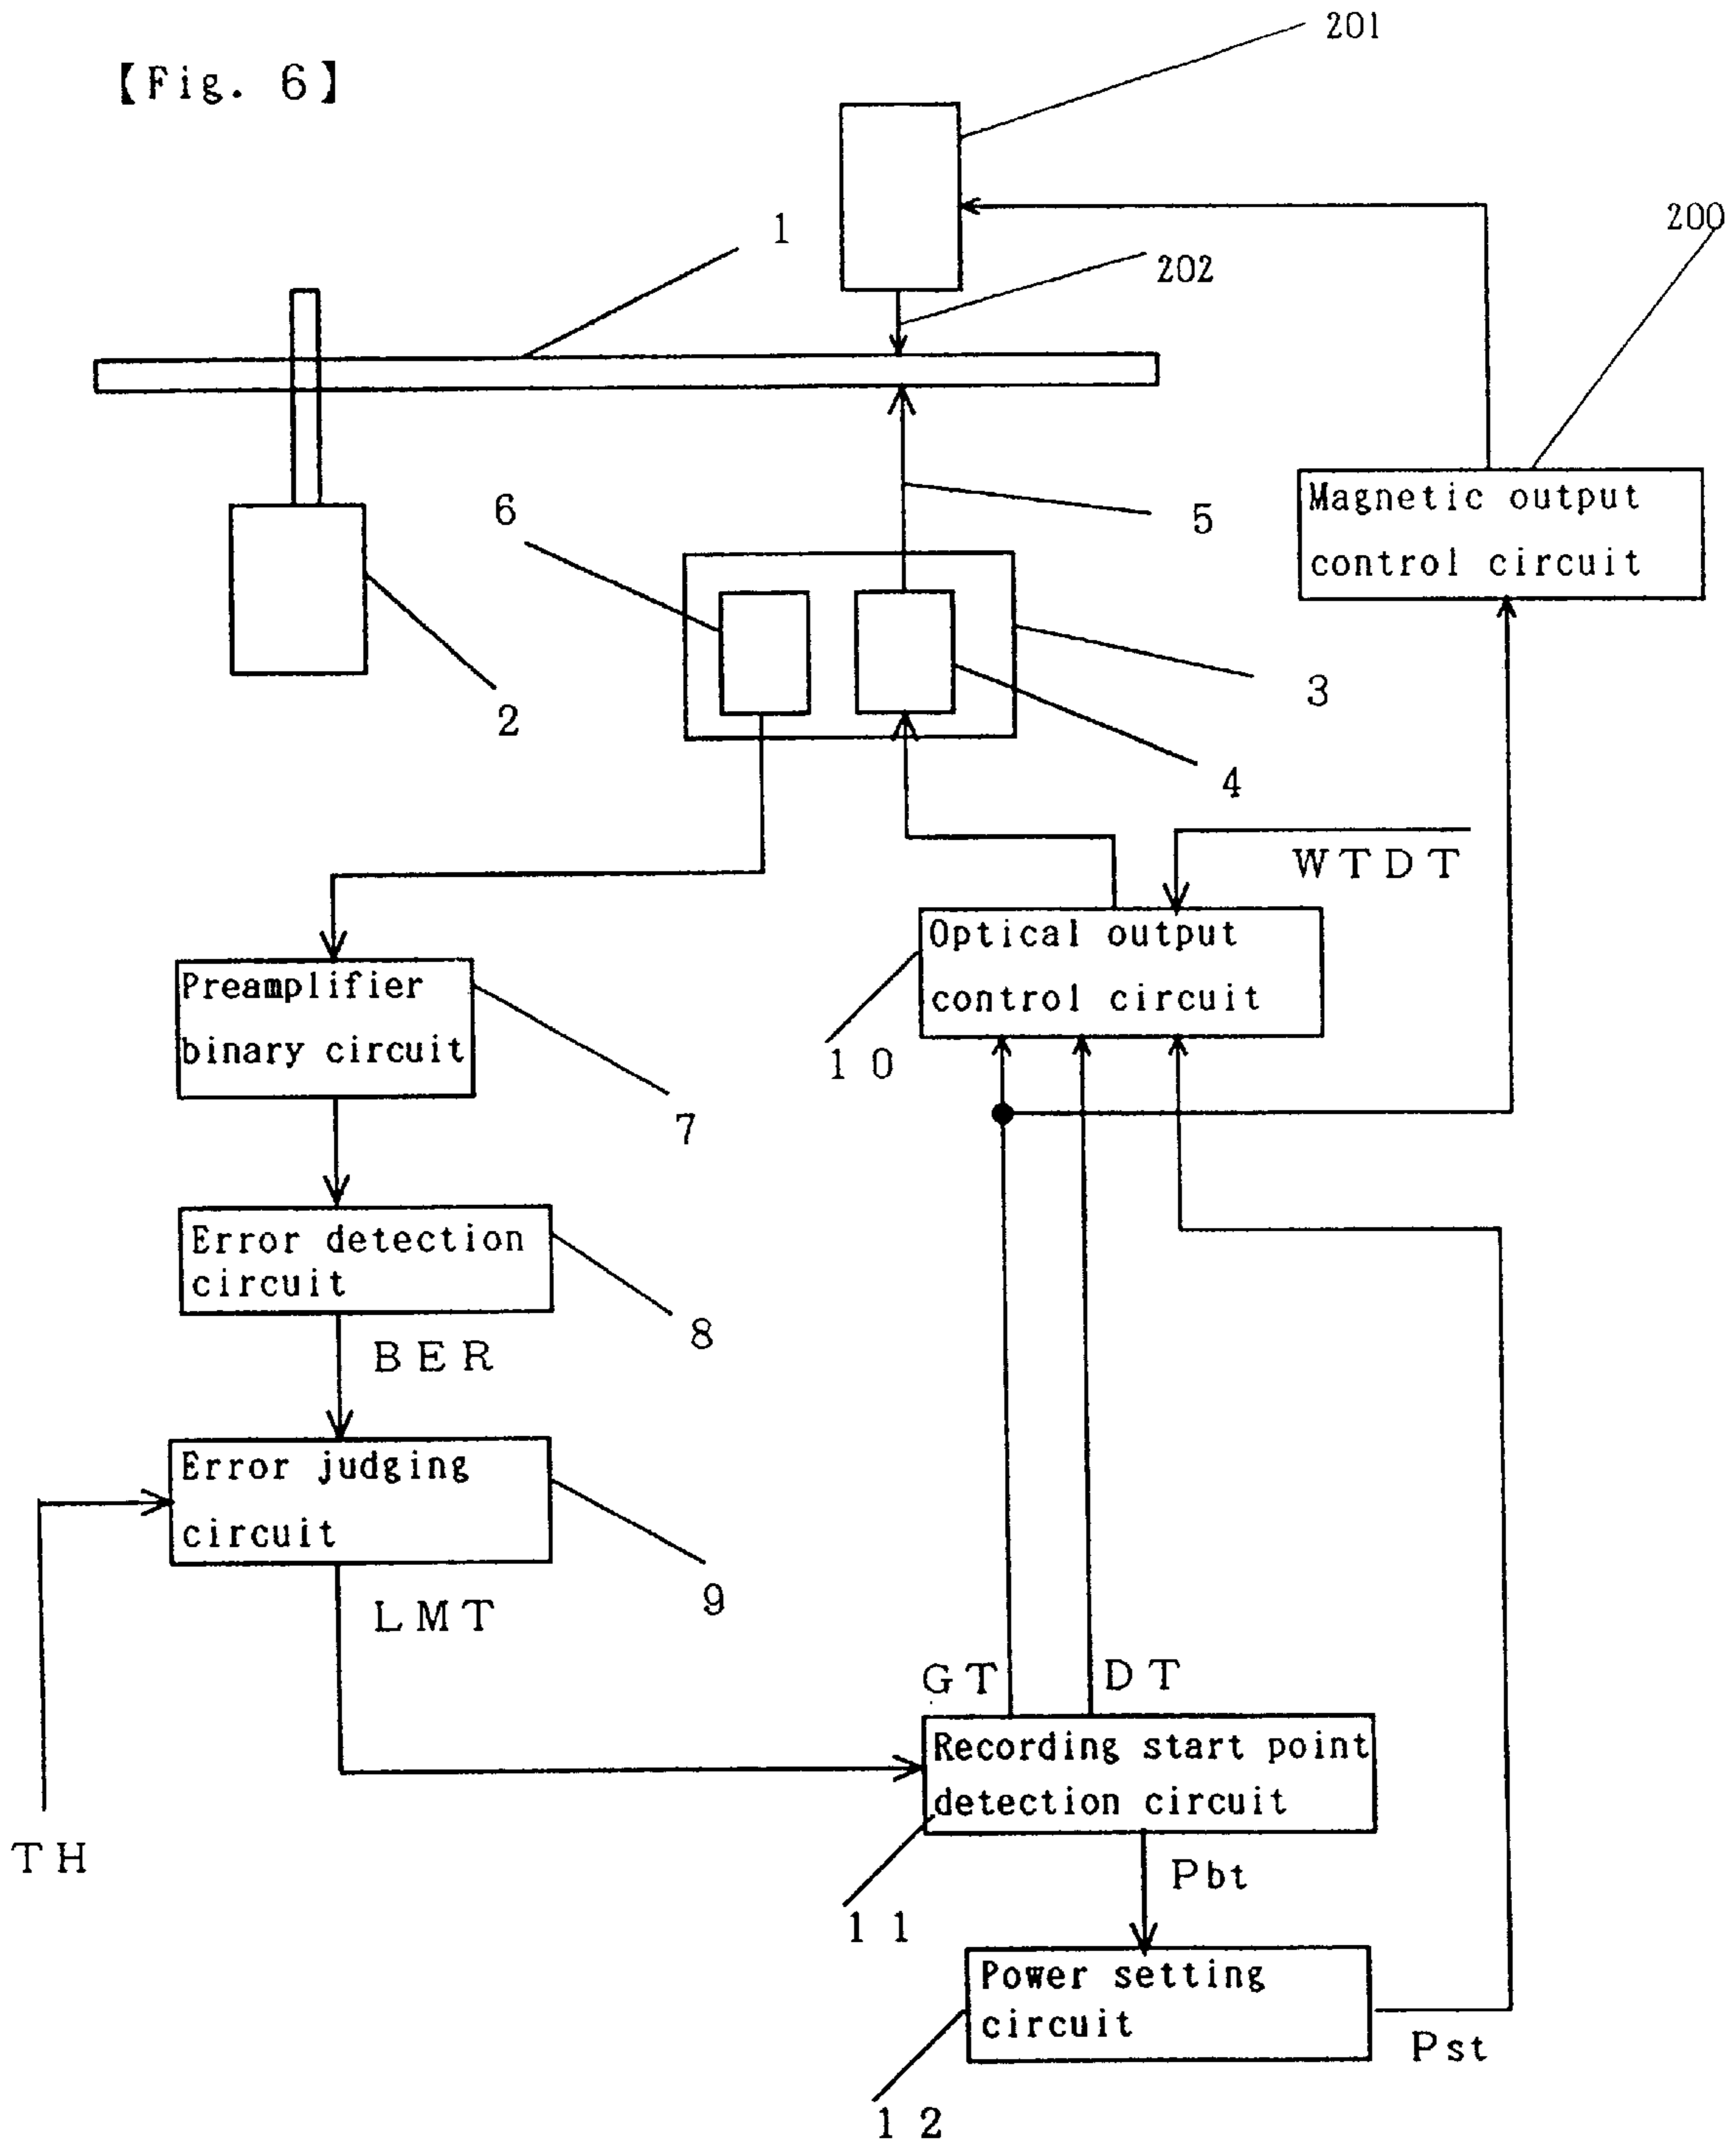 【Fig. 6】
201
1
200
202
6
5
Magnetic output
control circuit
3
2
4
WTDT
Optical output
control circuit
Preamplifier
binary circuit
10
7
Error detection
circuit
8
BER
Error judging
circuit
9
LMT
GT
DT
Recording start point
detection circuit
TH
Pbt
11
Power setting
circuit
Pst
12